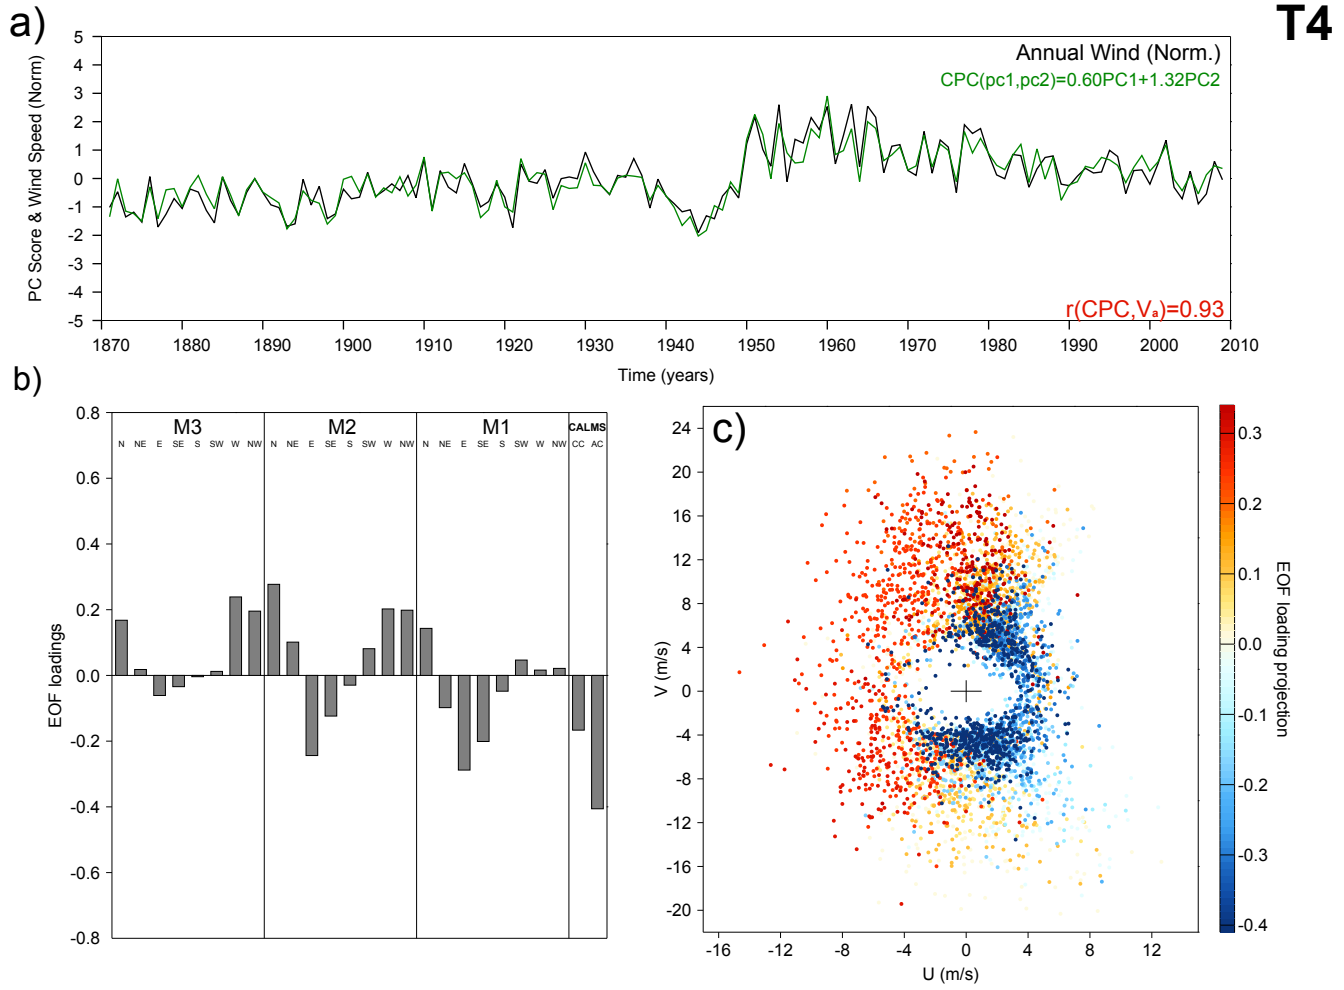 a)
T4
5
4
3
2
1
0
-1
-2
-3
-4
-5
PC Score & Wind Speed (Norm)
Annual Wind (Norm.)
CPC(pc1,pc2)=0.60PC1+1.32PC2
r(CPC,Vₐ)=0.93
1870 1880 1890 1900 1910 1920 1930 1940 1950 1960 1970 1980 1990 2000 2010
Time (years)
b)
0.8
0.6
0.4
0.2
0.0
-0.2
-0.4
-0.6
-0.8
EOF loadings
M3 M2 M1 CALMS
N NE E SE S SW W NW N NE E SE S SW W NW N NE E SE S SW W NW CC AC
c)
24
20
16
12
8
4
0
-4
-8
-12
-16
-20
V (m/s)
-16 -12 -8 -4 0 4 8 12
U (m/s)
0.3
0.2
0.1
0.0
-0.1
-0.2
-0.3
-0.4
EOF loading projection